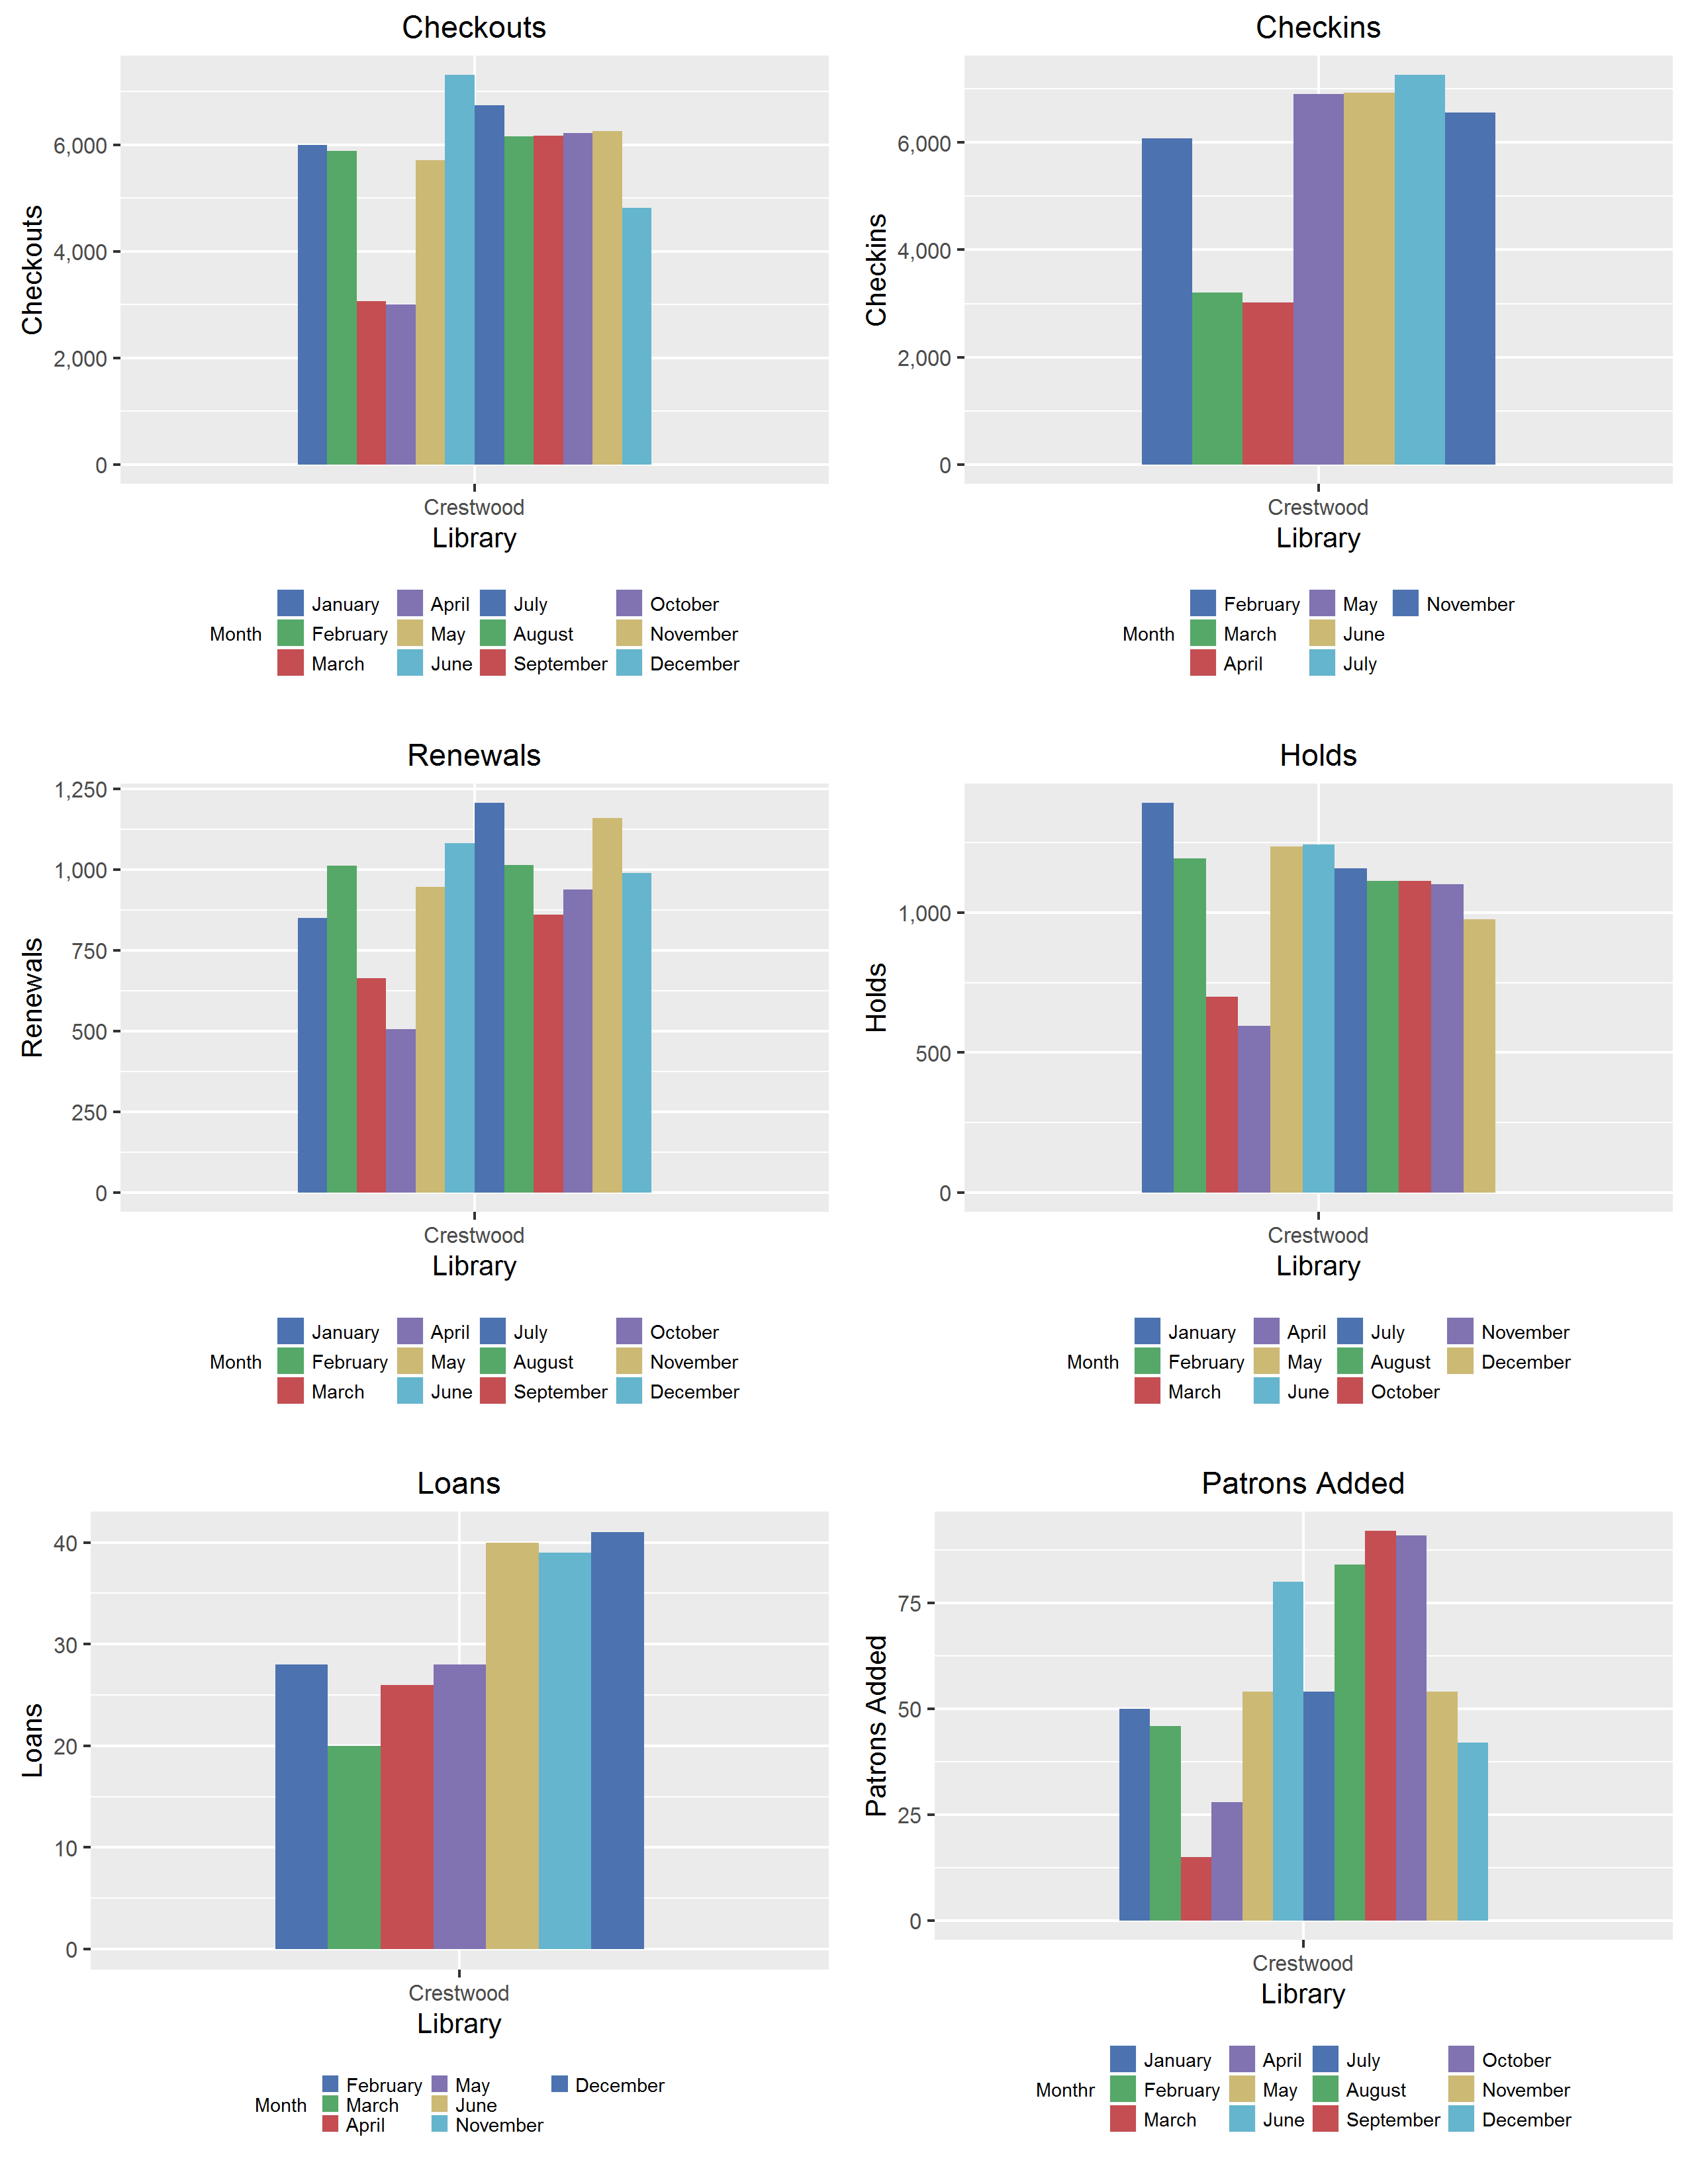 Checkouts
Checkouts
6,000
4,000
2,000
0
Crestwood
Library
Month
January April July October
February May August November
March June September December
Checkins
Checkins
6,000
4,000
2,000
0
Crestwood
Library
Month
February May November
March June
April July
Renewals
Renewals
1,250
1,000
750
500
250
0
Crestwood
Library
Month
January April July October
February May August November
March June September December
Holds
Holds
1,000
500
0
Crestwood
Library
Month
January April July November
February May August December
March June October
Loans
Loans
40
30
20
10
0
Crestwood
Library
Month
February May December
March June
April November
Patrons Added
Patrons Added
75
50
25
0
Crestwood
Library
Monthr
January April July October
February May August November
March June September December